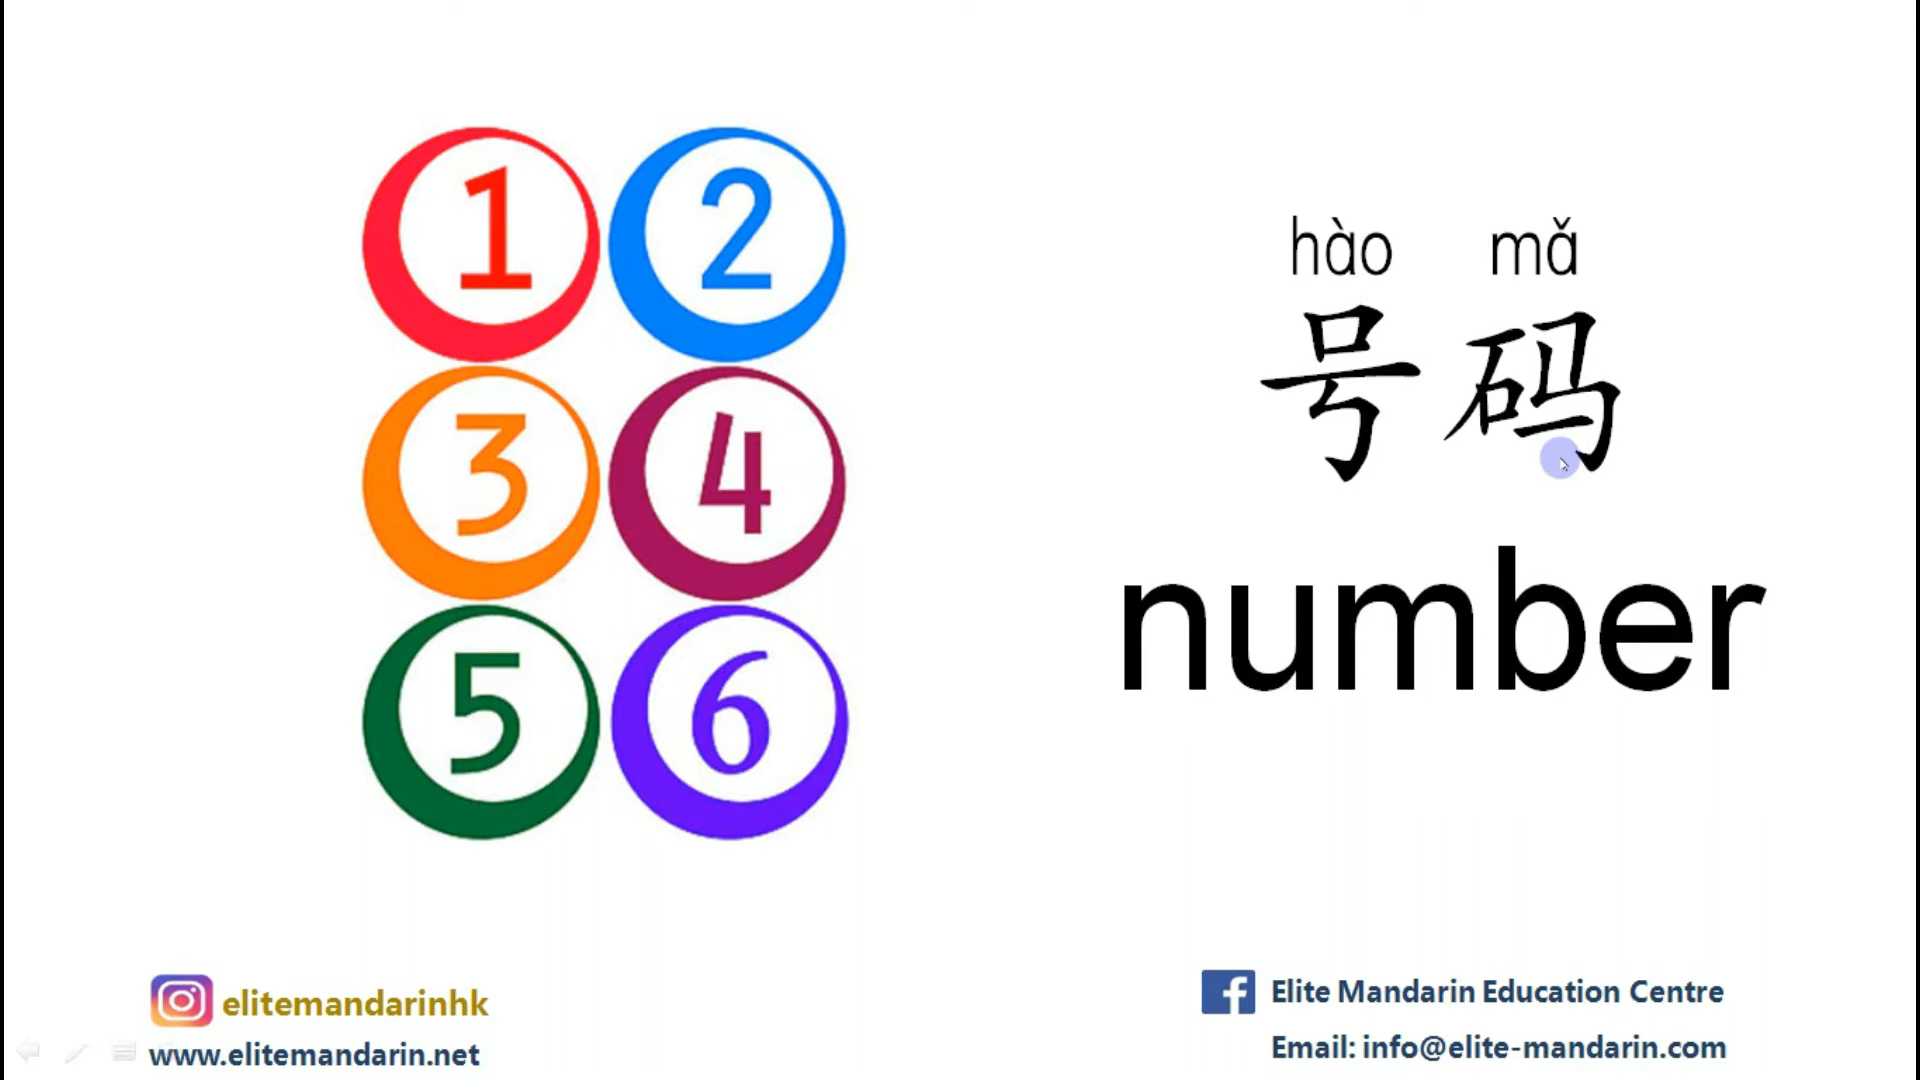 1 2
3 4
5 6
hào mǎ
号码
number
elitemandarinhk
www.elitemandarin.net
Elite Mandarin Education Centre
Email: info@elite-mandarin.com